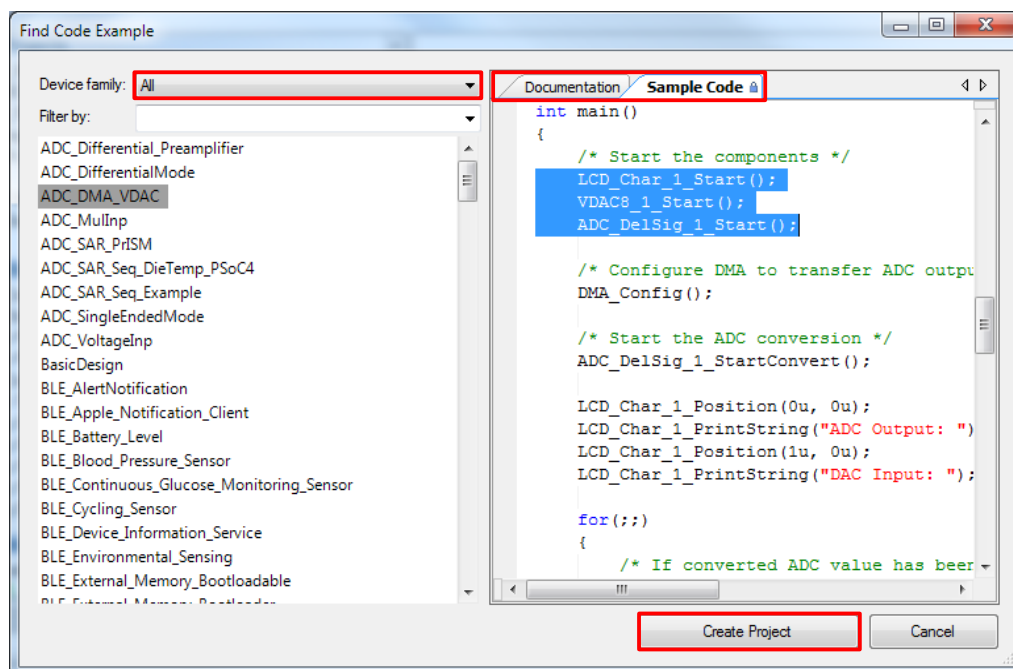 Find Code Example
Device family: All
Filter by:
ADC_Differential_Preamplifier
ADC_DifferentialMode
ADC_DMA_VDAC
ADC_MulInp
ADC_SAR_PrISM
ADC_SAR_Seq_DieTemp_PSoC4
ADC_SAR_Seq_Example
ADC_SingleEndedMode
ADC_VoltageInp
BasicDesign
BLE_AlertNotification
BLE_Apple_Notification_Client
BLE_Battery_Level
BLE_Blood_Pressure_Sensor
BLE_Continuous_Glucose_Monitoring_Sensor
BLE_Cycling_Sensor
BLE_Device_Information_Service
BLE_Environmental_Sensing
BLE_External_Memory_Bootloadable
Documentation Sample Code
int main()
{
/* Start the components */
LCD_Char_1_Start();
VDAC8_1_Start();
ADC_DelSig_1_Start();
/* Configure DMA to transfer ADC outpu
DMA_Config();
/* Start the ADC conversion */
ADC_DelSig_1_StartConvert();
LCD_Char_1_Position(0u, 0u);
LCD_Char_1_PrintString("ADC Output: ")
LCD_Char_1_Position(1u, 0u);
LCD_Char_1_PrintString("DAC Input: ");
for(;;)
{
/* If converted ADC value has been
Create Project Cancel